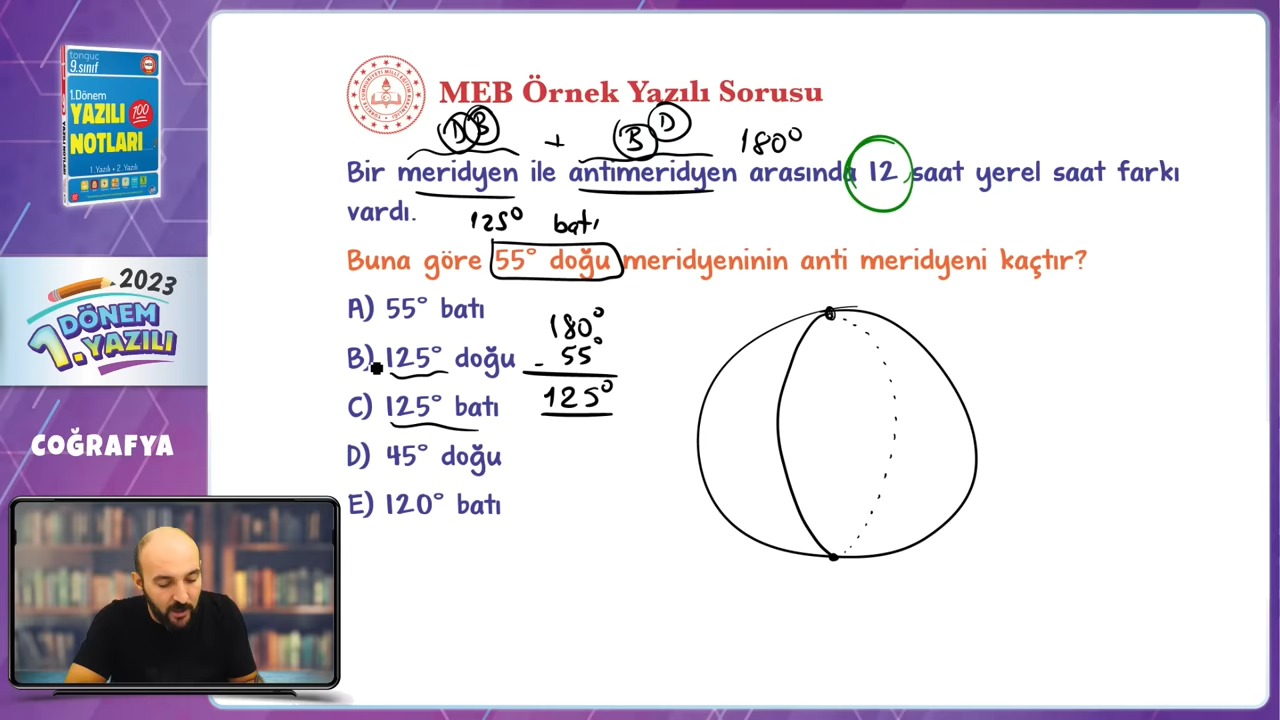 tonguç
9.sınıf
1.Dönem
YAZILI
100
NOTLARI
1.Yazılı • 2.Yazılı
2023
1.DÖNEM
YAZILI
COĞRAFYA
MEB Örnek Yazılı Sorusu
D B + B D 180°
Bir meridyen ile antimeridyen arasında 12 saat yerel saat farkı
vardı.
125° batı
Buna göre 55° doğu meridyeninin anti meridyeni kaçtır?
A) 55° batı
B) 125° doğu
C) 125° batı
D) 45° doğu
E) 120° batı
180°
- 55°
125°